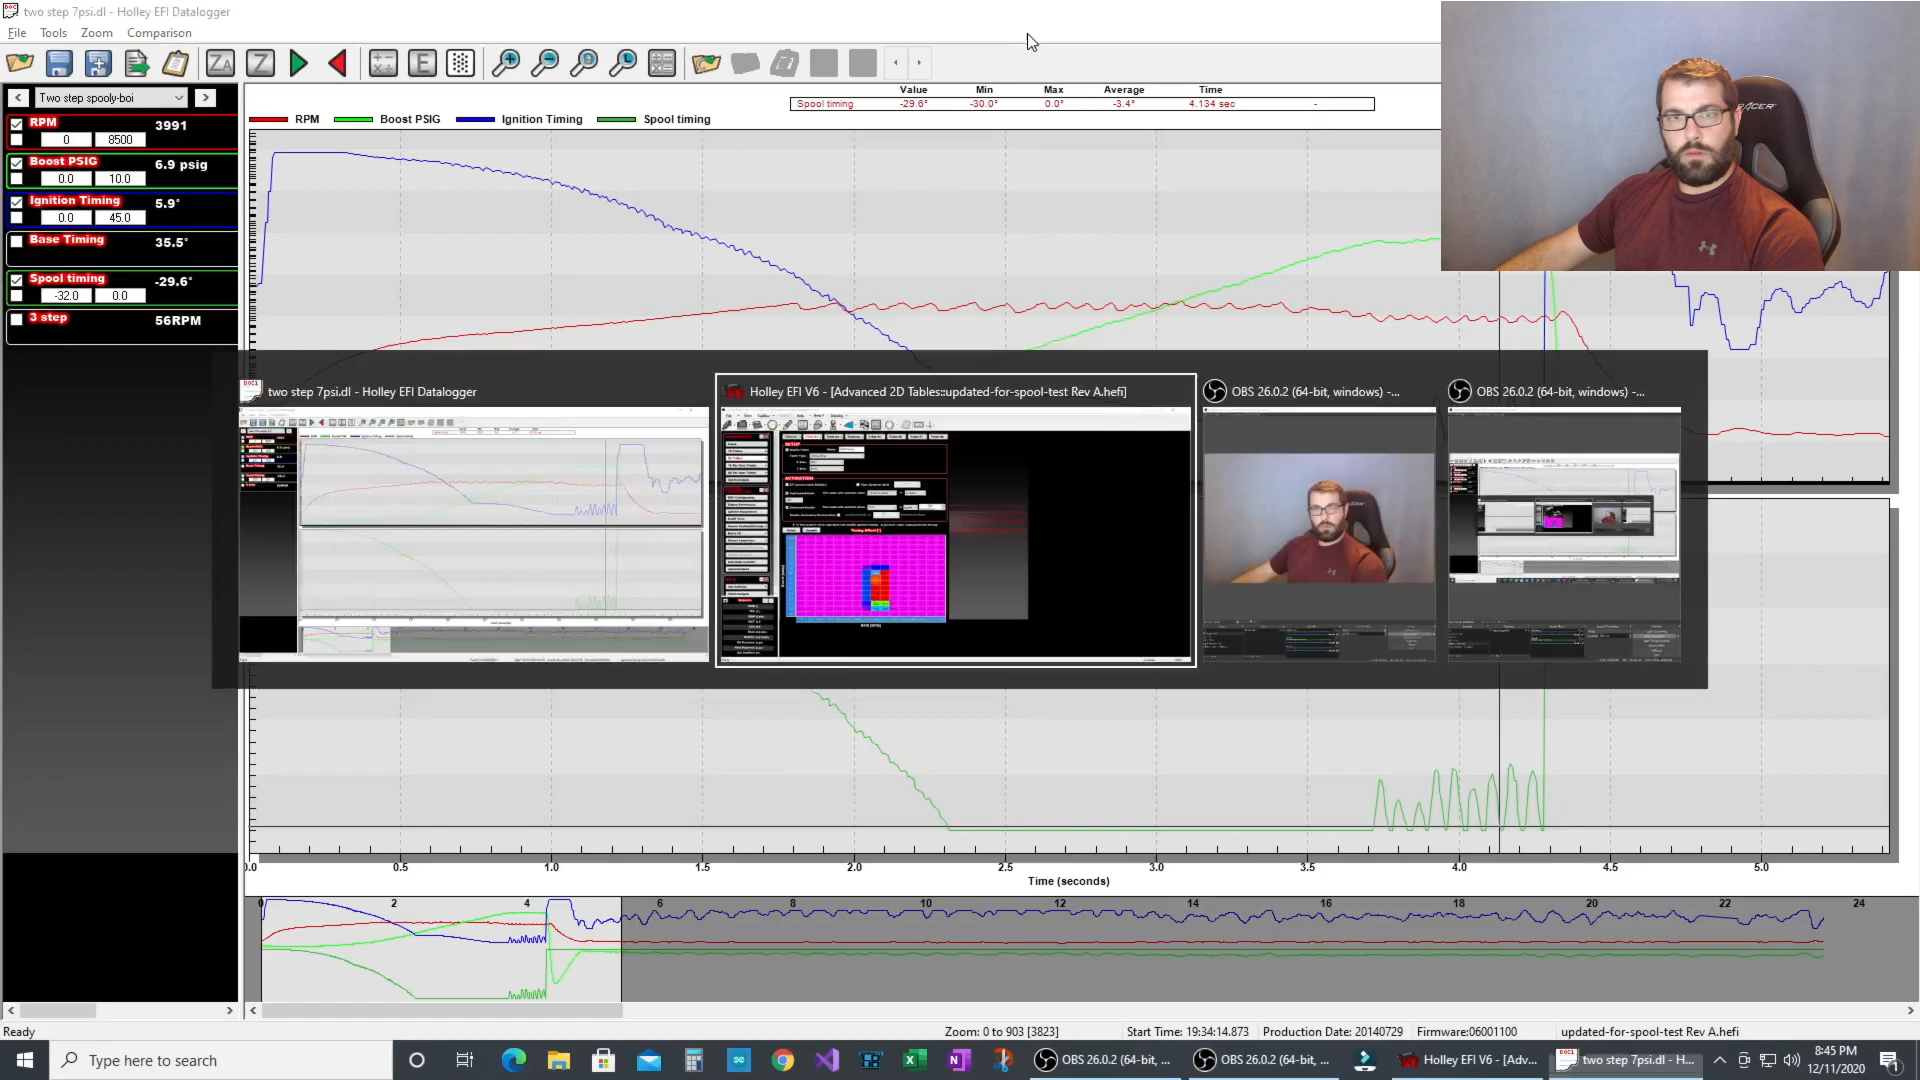 two step 7psi.dl - Holley EFI Datalogger
File Tools Zoom Comparison
Two step spooly-boi
RPM 3991
0 8500
Boost PSIG 6.9 psig
0.0 10.0
Ignition Timing 5.9°
0.0 45.0
Base Timing 35.5°
Spool timing -29.6°
-32.0 0.0
3 step 56RPM
Value Min Max Average Time
Spool timing -29.6° -30.0° 0.0° -3.4° 4.134 sec -
RPM Boost PSIG Ignition Timing Spool timing
RACER
two step 7psi.dl - Holley EFI Datalogger
Holley EFI V6 - [Advanced 2D Tables::updated-for-spool-test Rev A.hefi]
OBS 26.0.2 (64-bit, windows) -...
OBS 26.0.2 (64-bit, windows) -...
0.0 0.5 1.0 1.5 2.0 2.5 3.0 3.5 4.0 4.5 5.0
Time (seconds)
0 2 4 6 8 10 12 14 16 18 20 22 24
Ready
Zoom: 0 to 903 [3823] Start Time: 19:34:14.873 Production Date: 20140729 Firmware:06001100 updated-for-spool-test Rev A.hefi
Type here to search
OBS 26.0.2 (64-bit, ...
OBS 26.0.2 (64-bit, ...
Holley EFI V6 - [Adv...
two step 7psi.dl - H...
8:45 PM
12/11/2020